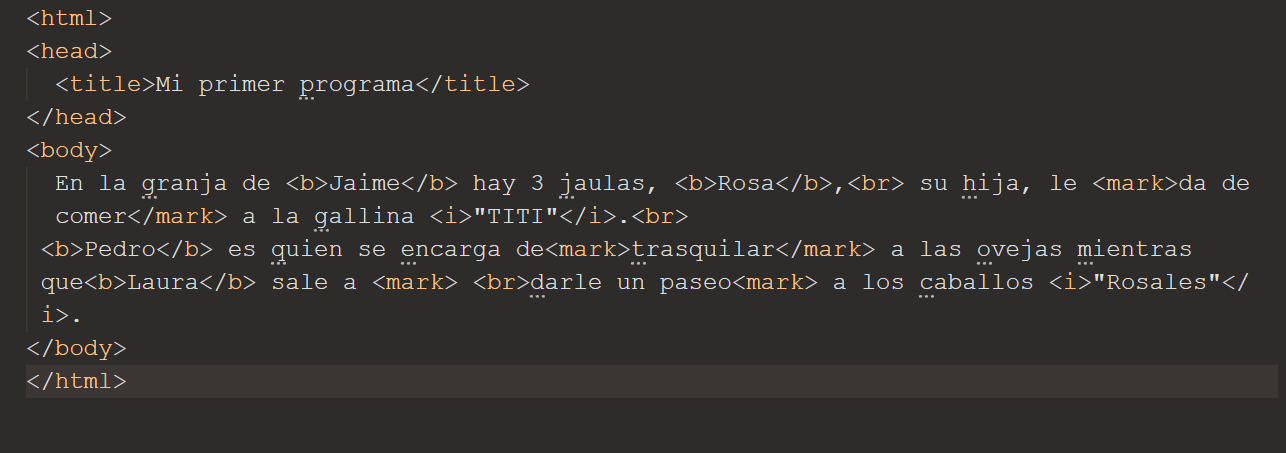 <html>
<head>
<title>Mi primer programa</title>
</head>
<body>
En la granja de <b>Jaime</b> hay 3 jaulas, <b>Rosa</b>,<br> su hija, le <mark>da de
comer</mark> a la gallina <i>"TITI"</i>.<br>
<b>Pedro</b> es quien se encarga de<mark>trasquilar</mark> a las ovejas mientras
que<b>Laura</b> sale a <mark> <br>darle un paseo<mark> a los caballos <i>"Rosales"</
i>.
</body>
</html>